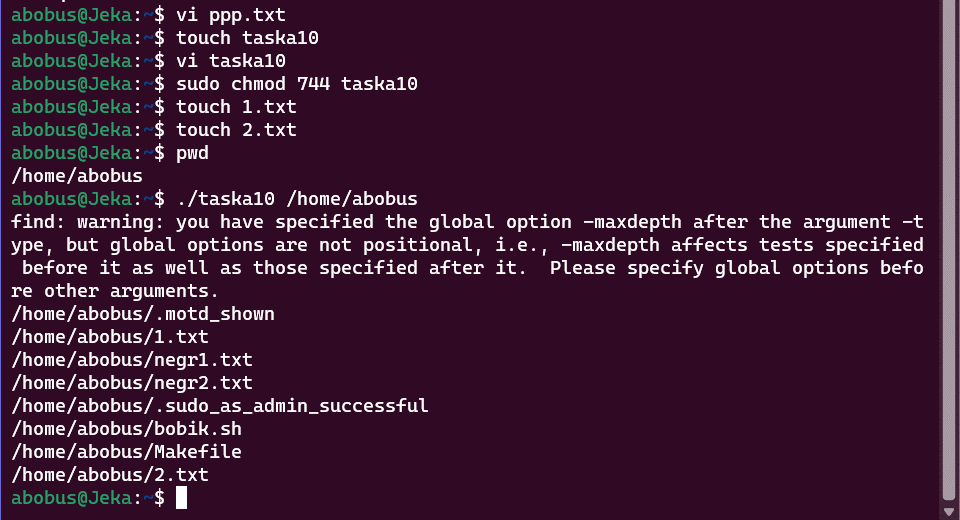 abobus@Jeka:~$ vi ppp.txt
abobus@Jeka:~$ touch taska10
abobus@Jeka:~$ vi taska10
abobus@Jeka:~$ sudo chmod 744 taska10
abobus@Jeka:~$ touch 1.txt
abobus@Jeka:~$ touch 2.txt
abobus@Jeka:~$ pwd
/home/abobus
abobus@Jeka:~$ ./taska10 /home/abobus
find: warning: you have specified the global option -maxdepth after the argument -t
ype, but global options are not positional, i.e., -maxdepth affects tests specified
 before it as well as those specified after it.  Please specify global options befo
re other arguments.
/home/abobus/.motd_shown
/home/abobus/1.txt
/home/abobus/negr1.txt
/home/abobus/negr2.txt
/home/abobus/.sudo_as_admin_successful
/home/abobus/bobik.sh
/home/abobus/Makefile
/home/abobus/2.txt
abobus@Jeka:~$